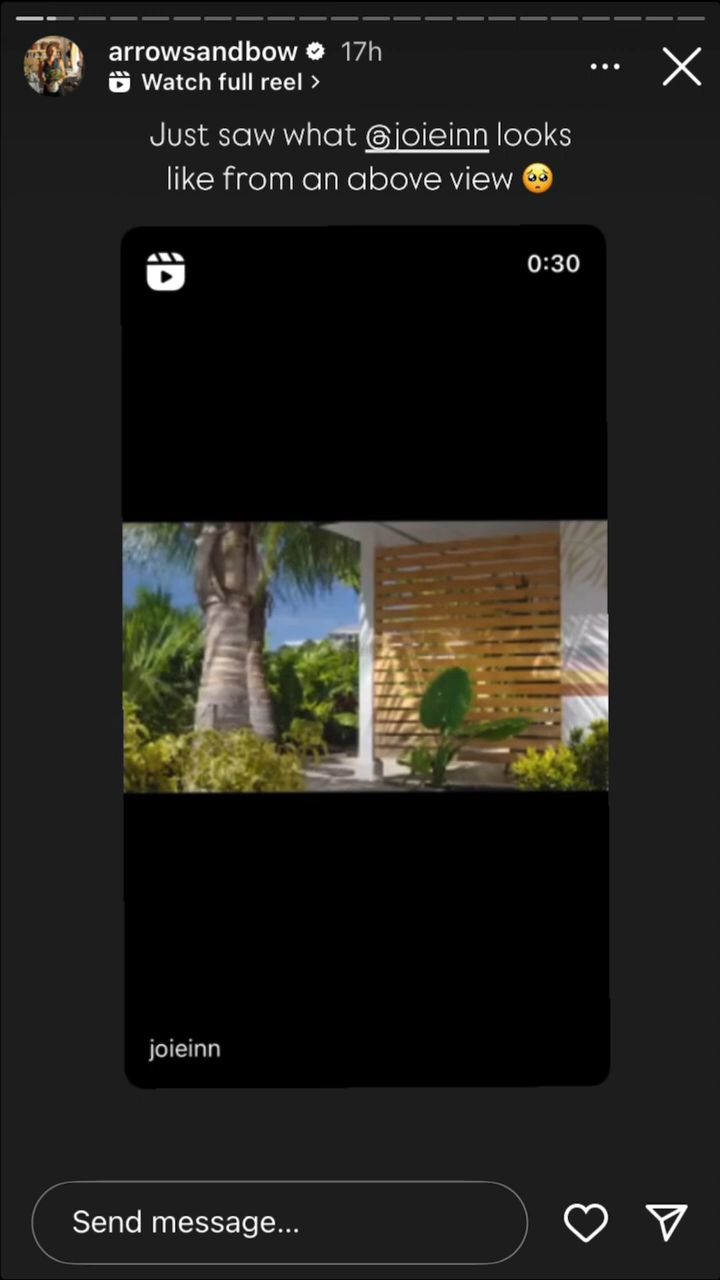 arrowsandbow 17h
Watch full reel >
Just saw what @joieinn looks
like from an above view 🥺
0:30
joieinn
Send message...